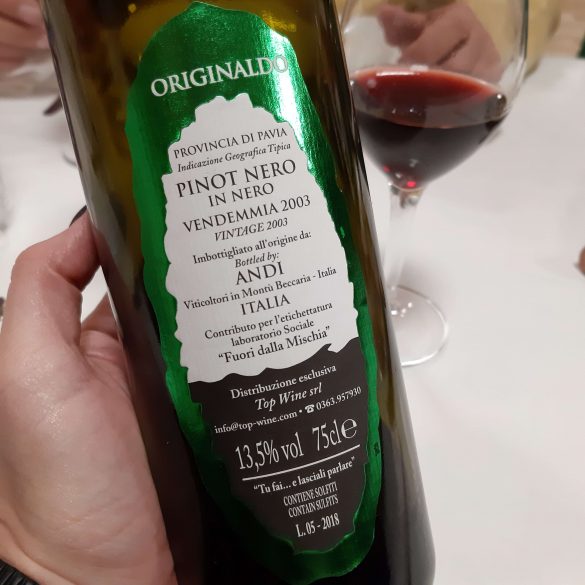 ORIGINALDO
PROVINCIA DI PAVIA
Indicazione Geografica Tipica
PINOT NERO
IN NERO
VENDEMMIA 2003
VINTAGE 2003
Imbottigliato all'origine da:
Bottled by:
ANDI
Viticoltori in Montù Beccaria - Italia
ITALIA
Contributo per l'etichettatura
laboratorio Sociale
"Fuori dalla Mischia"
Distribuzione esclusiva
Top Wine srl
info@top-wine.com • ☎0363.957930
13,5% vol 75cl e
"Tu fai... e lasciali parlare"
CONTIENE SOLFITI
CONTAIN SULPITS
L. 05 - 2018